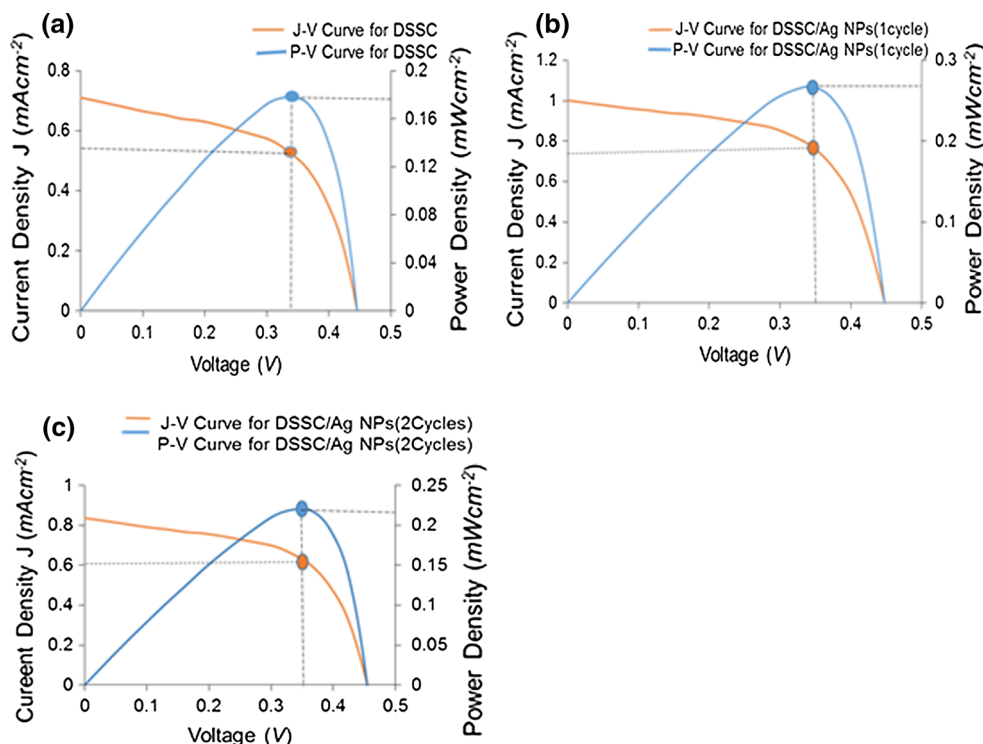 (a)
J-V Curve for DSSC
P-V Curve for DSSC
Current Density J (mAcm-2)
0.8
0.6
0.4
0.2
0
0.2
0.16
0.12
0.08
0.04
0
Power Density (mWcm-2)
0 0.1 0.2 0.3 0.4 0.5
Voltage (V)
(b)
J-V Curve for DSSC/Ag NPs(1cycle)
P-V Curve for DSSC/Ag NPs(1cycle)
Current Density J (mAcm-2)
1.2
1
0.8
0.6
0.4
0.2
0
0.3
0.2
0.1
0
Power Density (mWcm-2)
0 0.1 0.2 0.3 0.4 0.5
Voltage (V)
(c)
J-V Curve for DSSC/Ag NPs(2Cycles)
P-V Curve for DSSC/Ag NPs(2Cycles)
Cureent Density J (mAcm-2)
1
0.8
0.6
0.4
0.2
0
0.25
0.2
0.15
0.1
0.05
0
Power Density (mWcm-2)
0 0.1 0.2 0.3 0.4 0.5
Voltage (V)